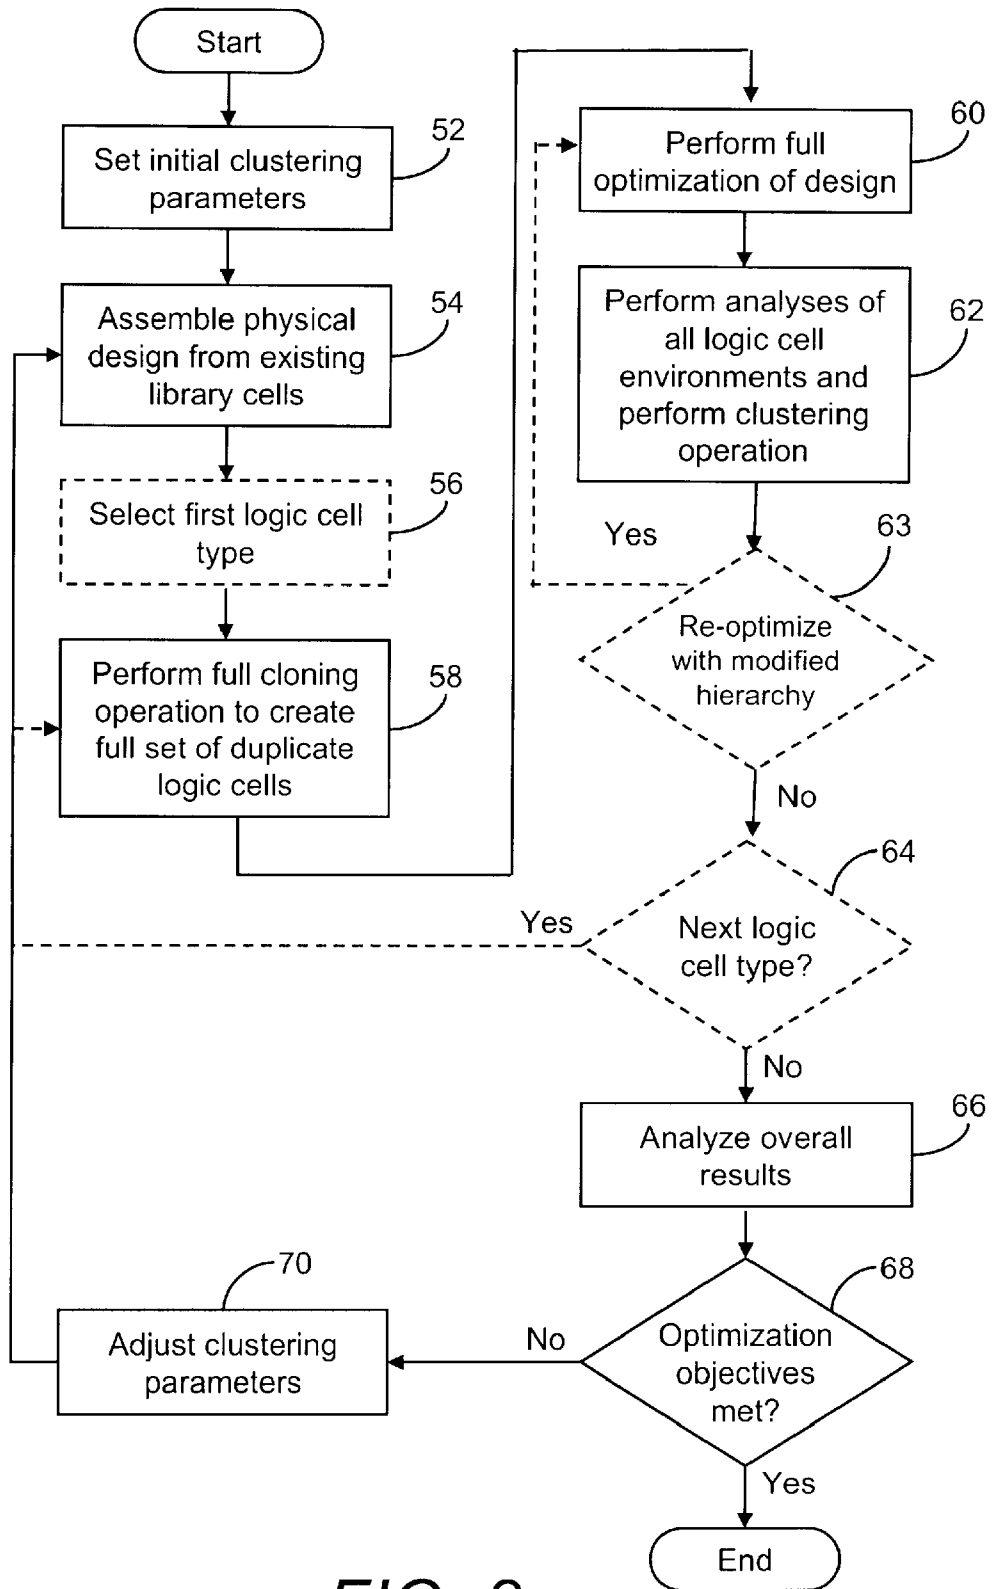 Start
52
Set initial clustering
parameters
54
Assemble physical
design from existing
library cells
56
Select first logic cell
type
58
Perform full cloning
operation to create
full set of duplicate
logic cells
60
Perform full
optimization of design
62
Perform analyses of
all logic cell
environments and
perform clustering
operation
Yes
63
Re-optimize
with modified
hierarchy
No
64
Yes
Next logic
cell type?
No
66
Analyze overall
results
68
Optimization
objectives
met?
No
70
Adjust clustering
parameters
Yes
End